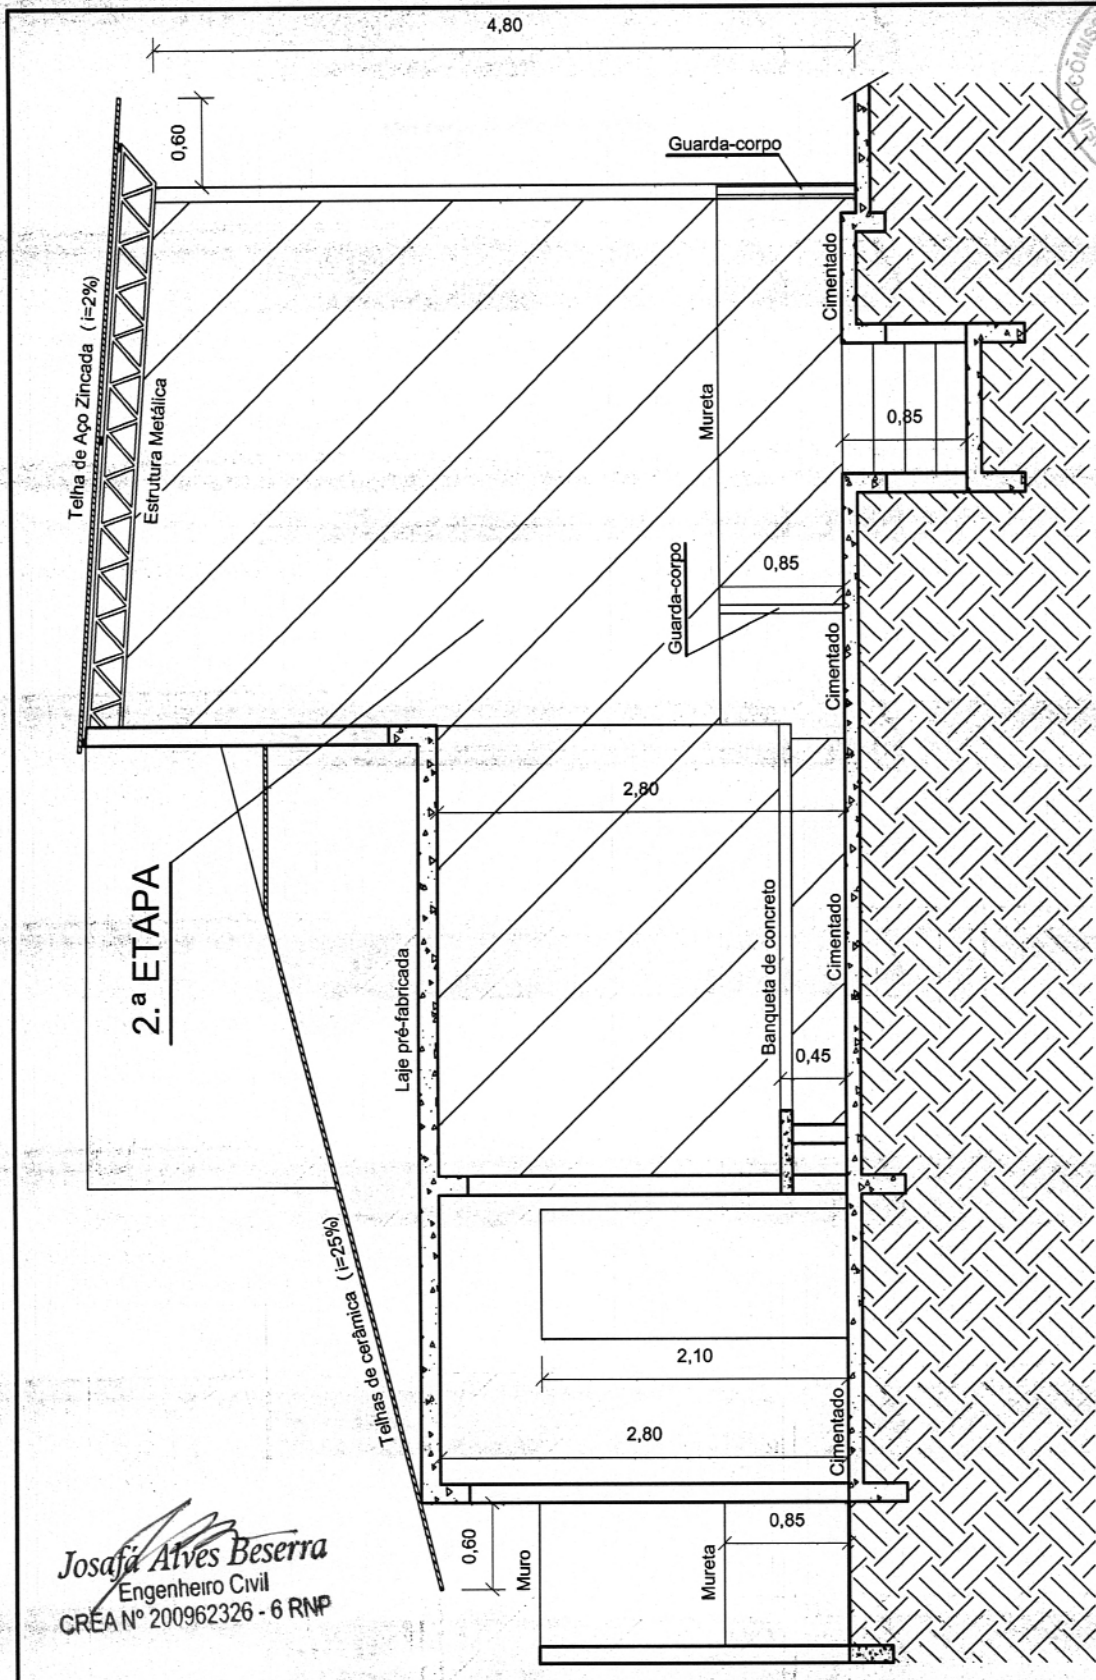 4,80
0,60
Guarda-corpo
Telha de Aço Zincada (i=2%)
Estrutura Metálica
Cimentado
Mureta
0,85
0,85
Guarda-corpo
Cimentado
2,80
2.ª ETAPA
Laje pré-fabricada
Banqueta de concreto
Cimentado
0,45
Telhas de cerâmica (i=25%)
2,10
2,80
Cimentado
0,60
Muro
Mureta
0,85
Josafá Alves Beserra
Engenheiro Civil
CREA Nº 200962326 - 6 RNP